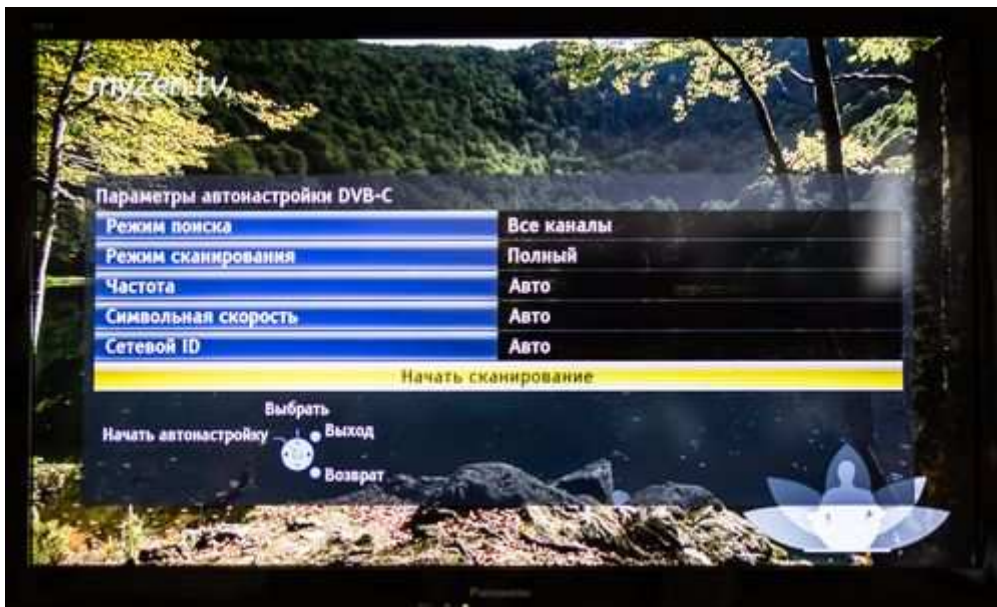 myZen.tv
Параметры автонастройки DVB-C
Режим поиска Все каналы
Режим сканирования Полный
Частота Авто
Символьная скорость Авто
Сетевой ID Авто
Начать сканирование
Выбрать
Начать автонастройку Выход
Возврат
Panasonic